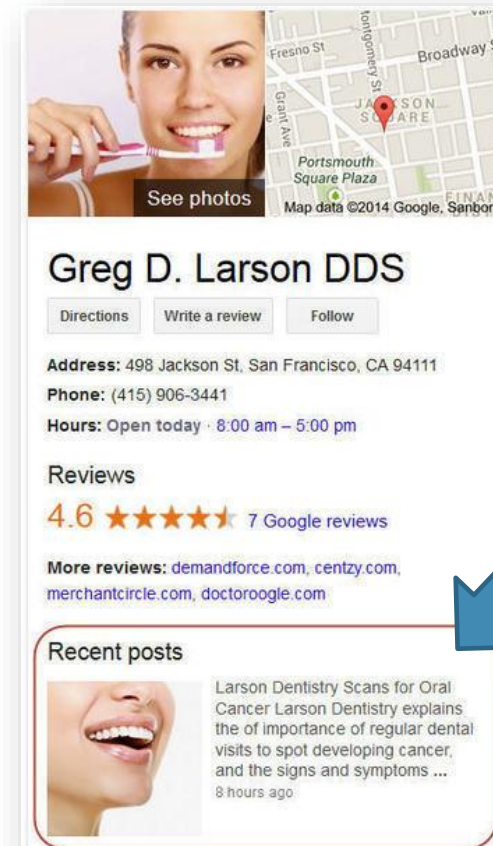 Fresno St
Montgomery St
Broadway
Grant Ave
JACKSON
SQUARE
Portsmouth
Square Plaza
See photos
Map data ©2014 Google, Sanbor
Greg D. Larson DDS
Directions Write a review Follow
Address: 498 Jackson St, San Francisco, CA 94111
Phone: (415) 906-3441
Hours: Open today · 8:00 am – 5:00 pm
Reviews
4.6 7 Google reviews
More reviews: demandforce.com, centzy.com,
merchantcircle.com, doctoroogle.com
Recent posts
Larson Dentistry Scans for Oral
Cancer Larson Dentistry explains
the of importance of regular dental
visits to spot developing cancer,
and the signs and symptoms ...
8 hours ago